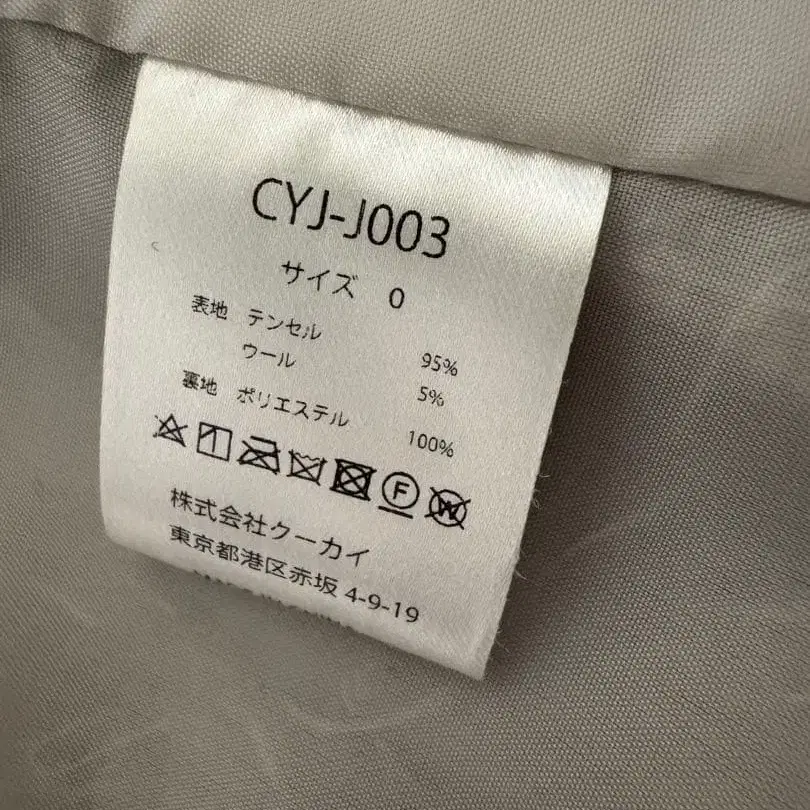 CYJ-J003
サイズ 0
表地 テンセル 95%
ウール 5%
裏地 ポリエステル 100%
F W
株式会社クーカイ
東京都港区赤坂 4-9-19